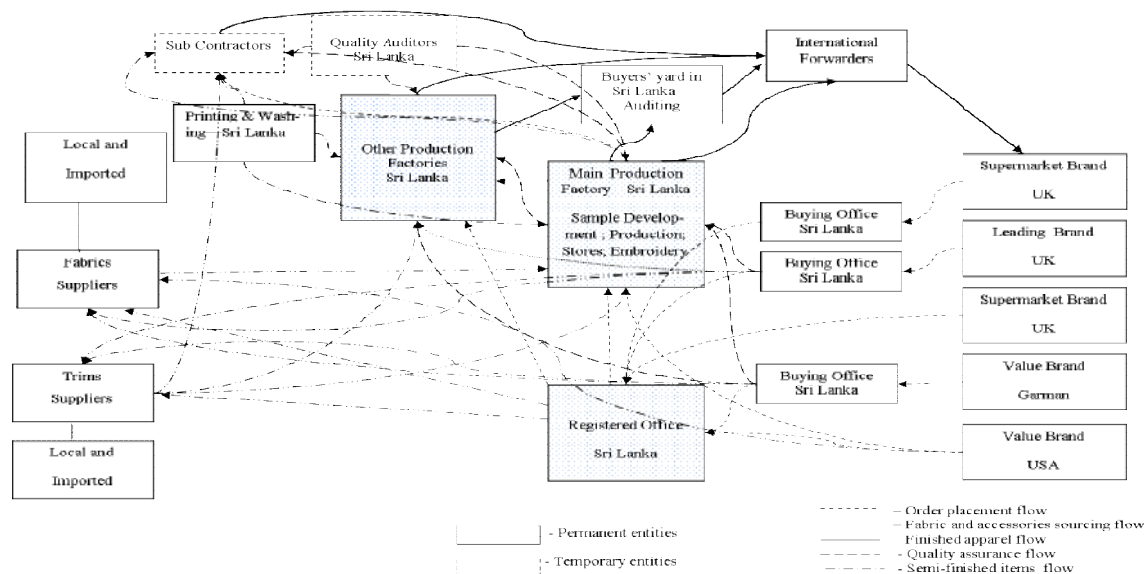 Sub Contractors
Quality Auditors
Sri Lanka
International
Forwarders
Buyers' yard in
Sri Lanka
Auditing
Printing & Wash-
ing Sri Lanka
Other Production
Factories
Sri Lanka
Local and
Imported
Main Production
Factory Sri Lanka
Sample Develop-
ment ; Production;
Stores; Embroidery
Supermarket Brand
UK
Buying Office
Sri Lanka
Leading Brand
UK
Buying Office
Sri Lanka
Fabrics
Suppliers
Supermarket Brand
UK
Trims
Suppliers
Buying Office
Sri Lanka
Value Brand
Garman
Registered Office
Sri Lanka
Local and
Imported
Value Brand
USA
- Permanent entities
- Temporary entities
– Order placement flow
– Fabric and accessories sourcing flow
Finished apparel flow
- Quality assurance flow
- Semi-finished items flow